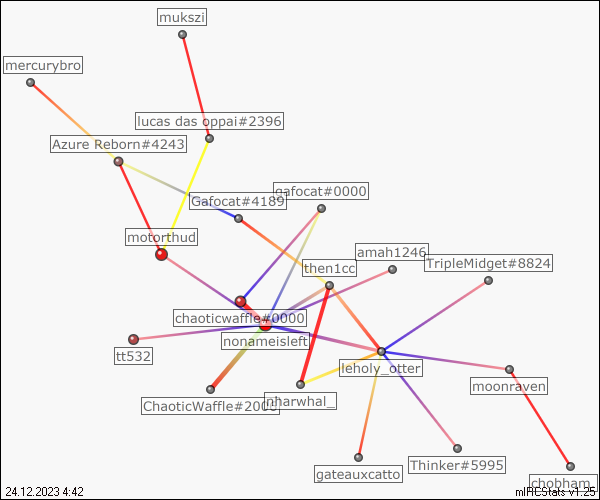 mukszi
mercurybro
lucas das oppai#2396
Azure Reborn#4243
gafocat#0000
Gafocat#4189
motorthud
amah1246
then1cc
TripleMidget#8824
chaoticwaffle#0000
nonameisleft
tt532
leholy_otter
moonraven
ChaoticWaffle#2000
nharwhal_
gateauxcatto
Thinker#5995
chobham_
24.12.2023 4:42
mIRCStats v1.25